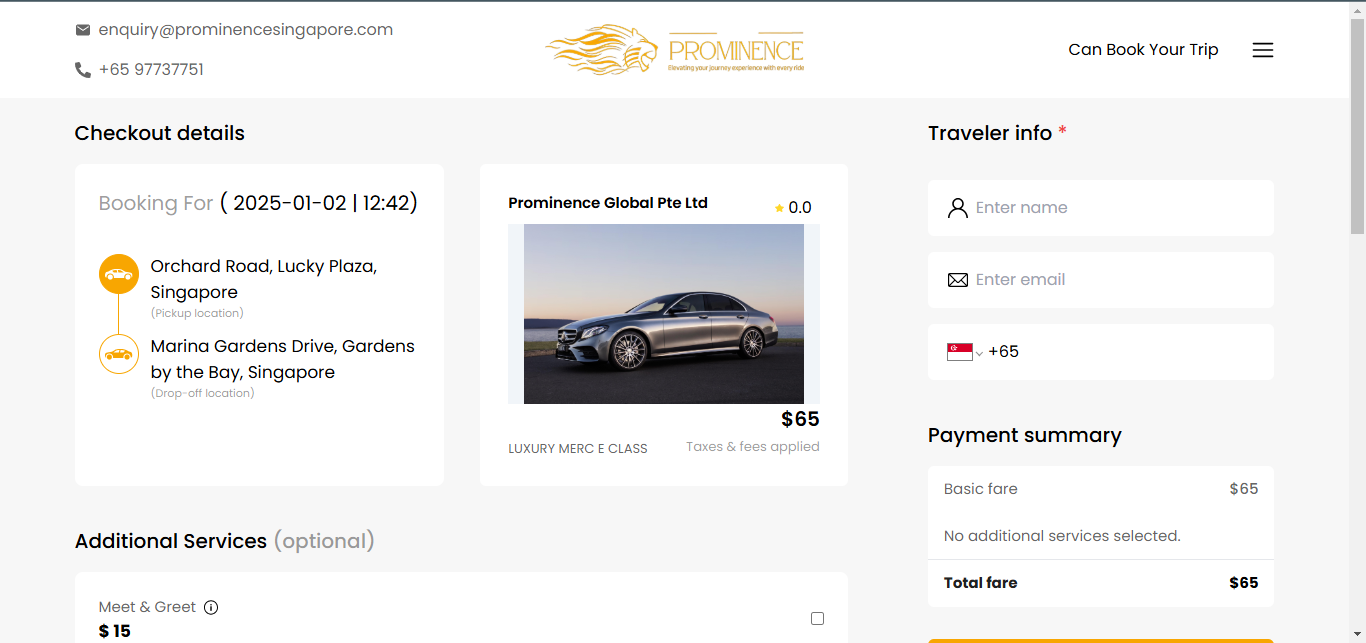 enquiry@prominencesingapore.com
+65 97737751
PROMINENCE
Elevating your journey experience with every ride
Can Book Your Trip
Checkout details
Booking For ( 2025-01-02 | 12:42)
Orchard Road, Lucky Plaza,
Singapore
(Pickup location)
Marina Gardens Drive, Gardens
by the Bay, Singapore
(Drop-off location)
Prominence Global Pte Ltd
0.0
$65
LUXURY MERC E CLASS
Taxes & fees applied
Additional Services (optional)
Meet & Greet
$ 15
Traveler info *
Enter name
Enter email
+65
Payment summary
Basic fare $65
No additional services selected.
Total fare $65